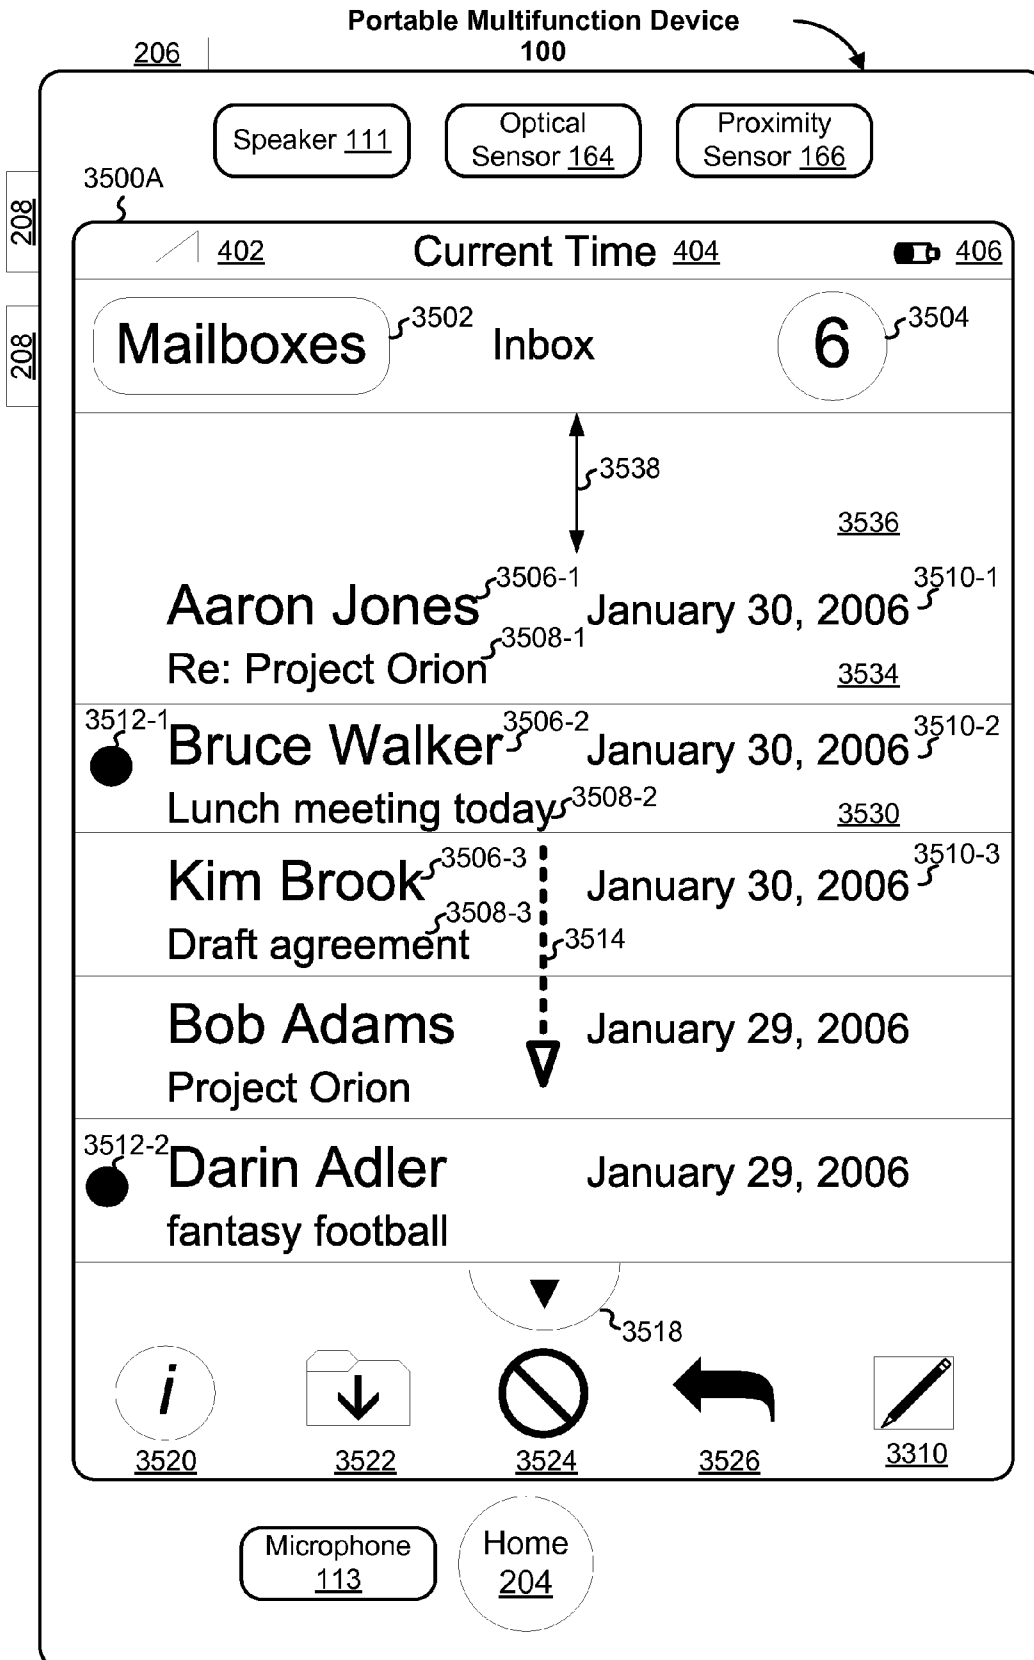 Portable Multifunction Device
100
206
Speaker 111
Optical
Sensor 164
Proximity
Sensor 166
3500A
208
402
Current Time 404
406
208
Mailboxes
3502
Inbox
6
3504
3538
3536
Aaron Jones
3506-1
January 30, 2006
3510-1
Re: Project Orion
3508-1
3534
3512-1
Bruce Walker
3506-2
January 30, 2006
3510-2
Lunch meeting today
3508-2
3530
Kim Brook
3506-3
January 30, 2006
3510-3
Draft agreement
3508-3
3514
Bob Adams
January 29, 2006
Project Orion
3512-2
Darin Adler
January 29, 2006
fantasy football
3518
i
3520
3522
3524
3526
3310
Microphone
113
Home
204